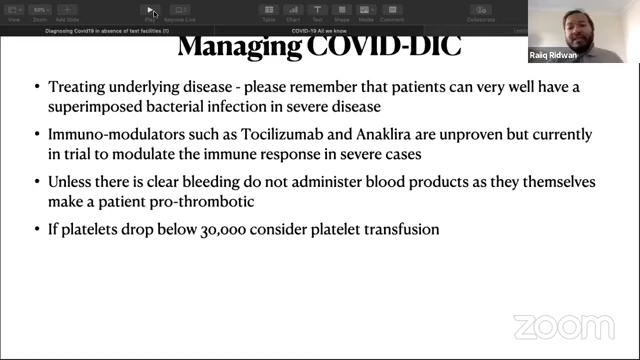 View
Zoom
Add Slide
Play
Keynote Live
Table
Chart
Text
Shape
Media
Comment
Collaborate
50%
Diagnosing Covid19 in absence of test facilities (1)
COVID-19 All we know
Raiiq Ridwan
Managing COVID-DIC
• Treating underlying disease - please remember that patients can very well have a
superimposed bacterial infection in severe disease
• Immuno-modulators such as Tocilizumab and Anaklira are unproven but currently
in trial to modulate the immune response in severe cases
• Unless there is clear bleeding do not administer blood products as they themselves
make a patient pro-thrombotic
• If platelets drop below 30,000 consider platelet transfusion
zoom